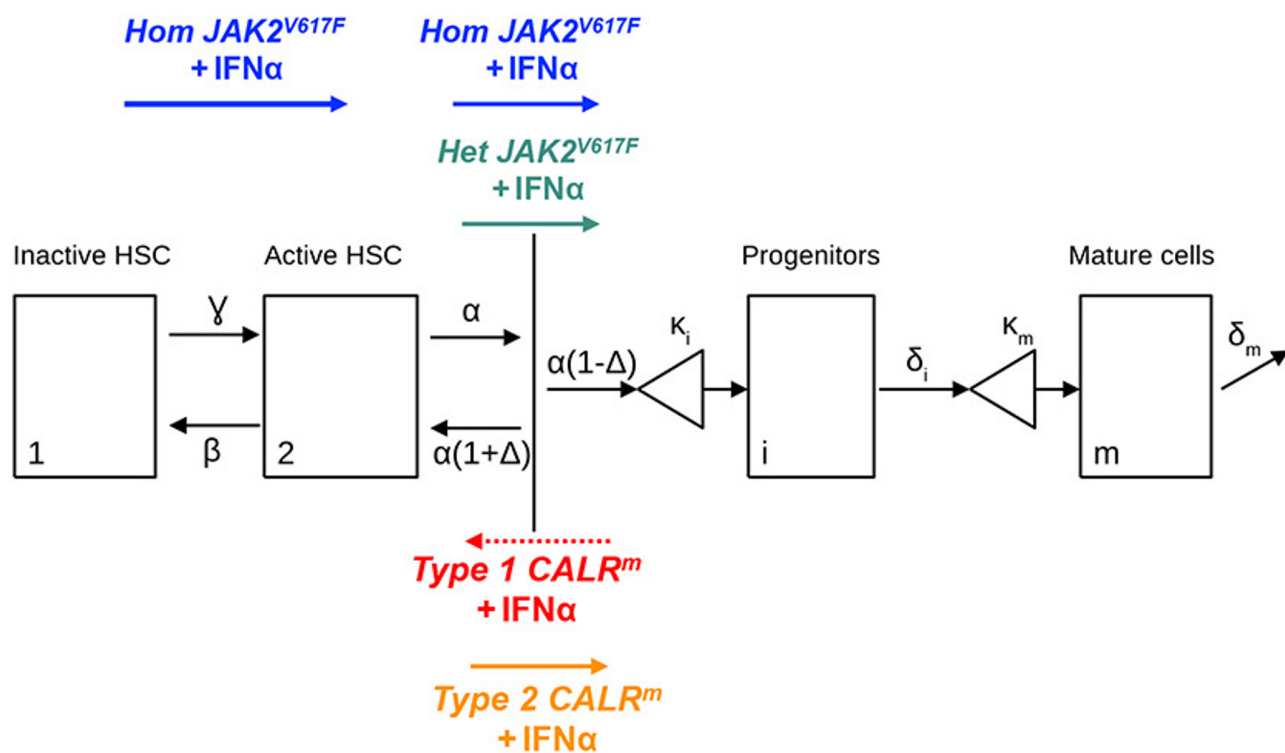 Hom JAK2V617F
+ IFNα
Hom JAK2V617F
+ IFNα
Het JAK2V617F
+ IFNα
Inactive HSC
Active HSC
Progenitors
Mature cells
γ
α
κi
κm
δm
α(1-Δ)
δi
β
α(1+Δ)
1
2
i
m
Type 1 CALRm
+ IFNα
Type 2 CALRm
+ IFNα